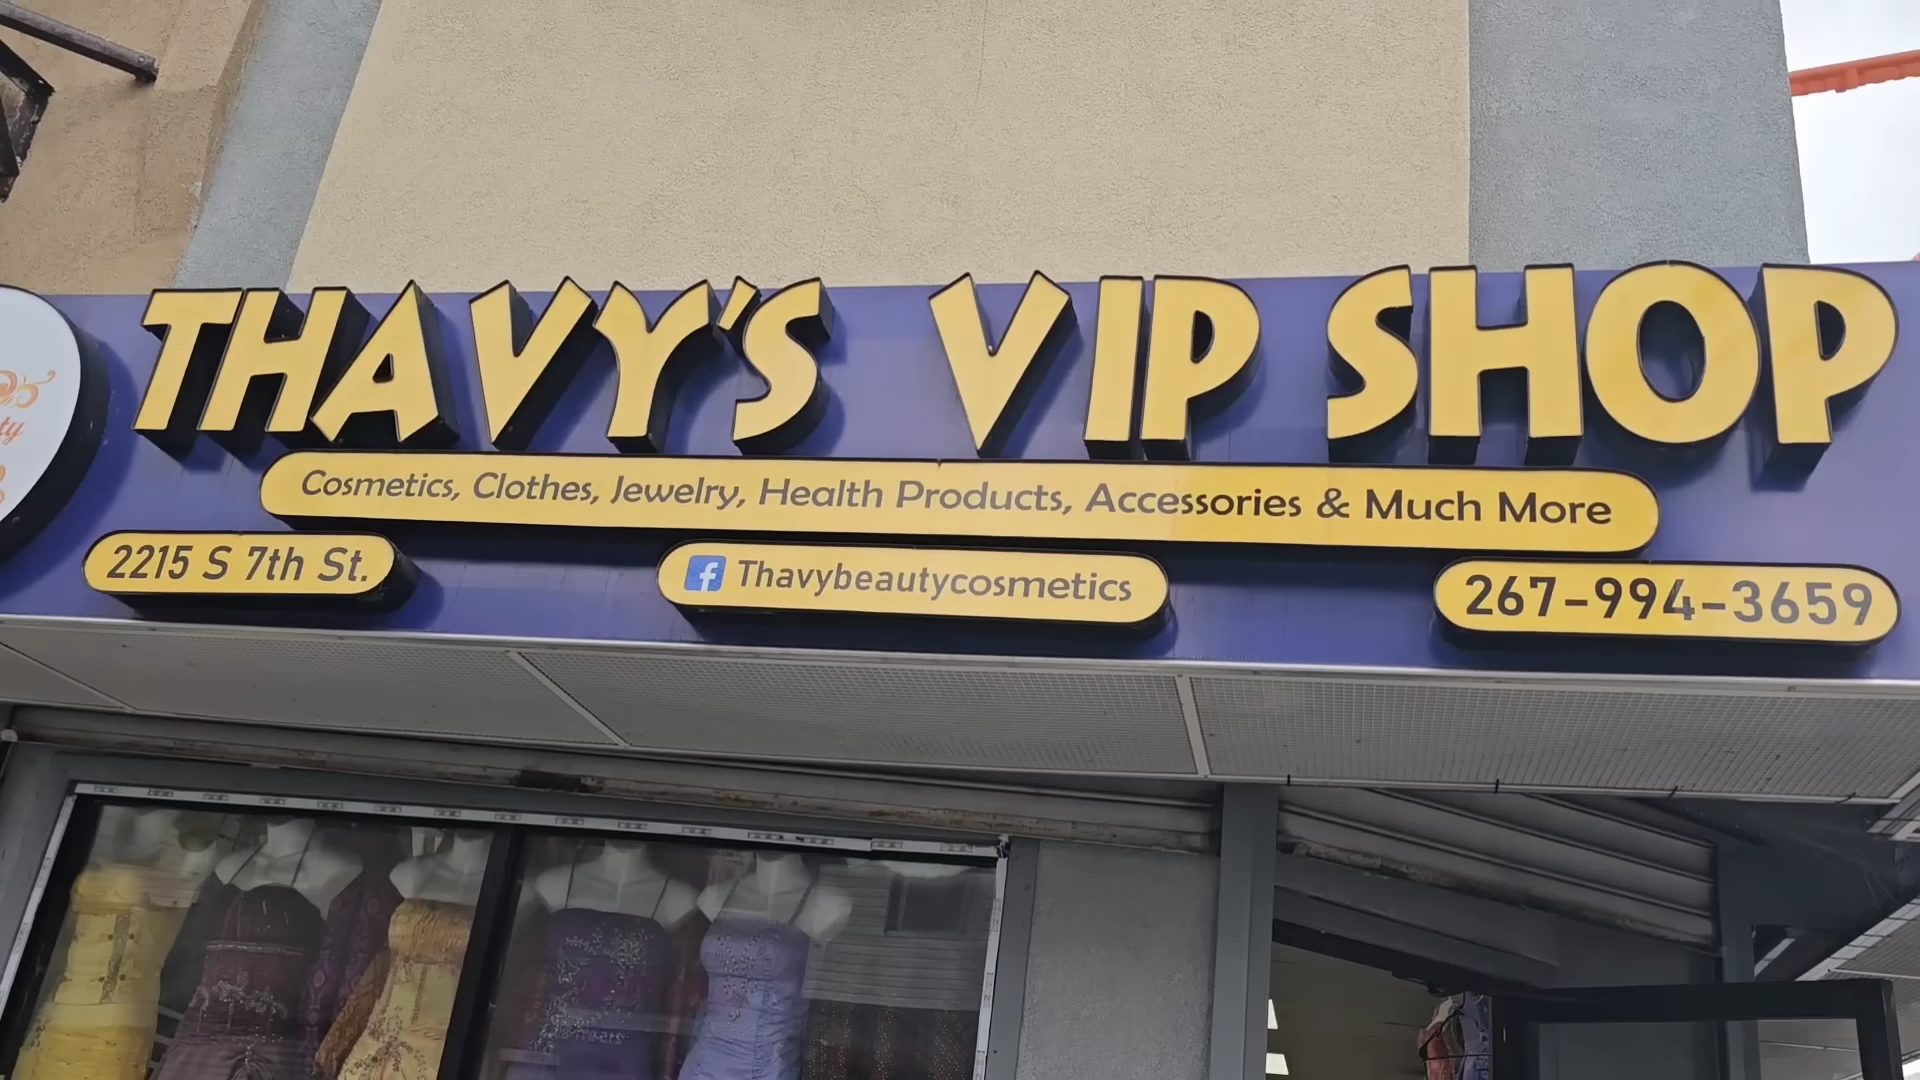 THAVY'S VIP SHOP
Cosmetics, Clothes, Jewelry, Health Products, Accessories & Much More
2215 S 7th St.
Thavybeautycosmetics
267-994-3659